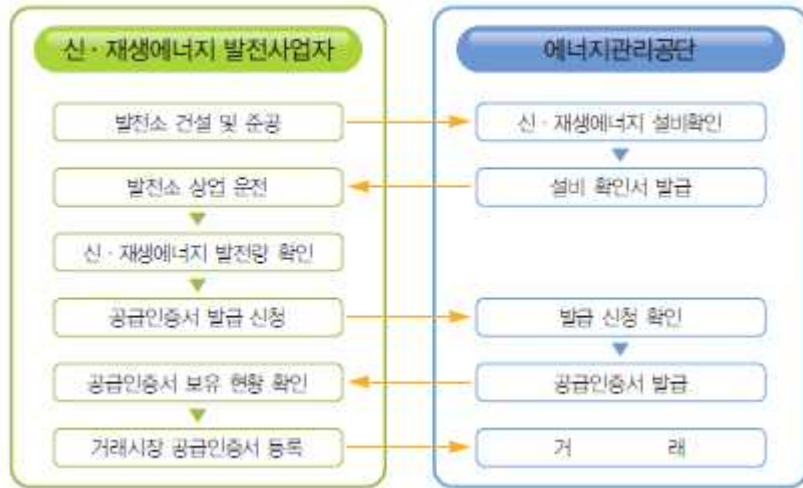 신·재생에너지 발전사업자
발전소 건설 및 준공
발전소 상업 운전
신·재생에너지 발전량 확인
공급인증서 발급 신청
공급인증서 보유 현황 확인
거래시장 공급인증서 등록
에너지관리공단
신·재생에너지 설비확인
설비 확인서 발급
발급 신청 확인
공급인증서 발급
거 래